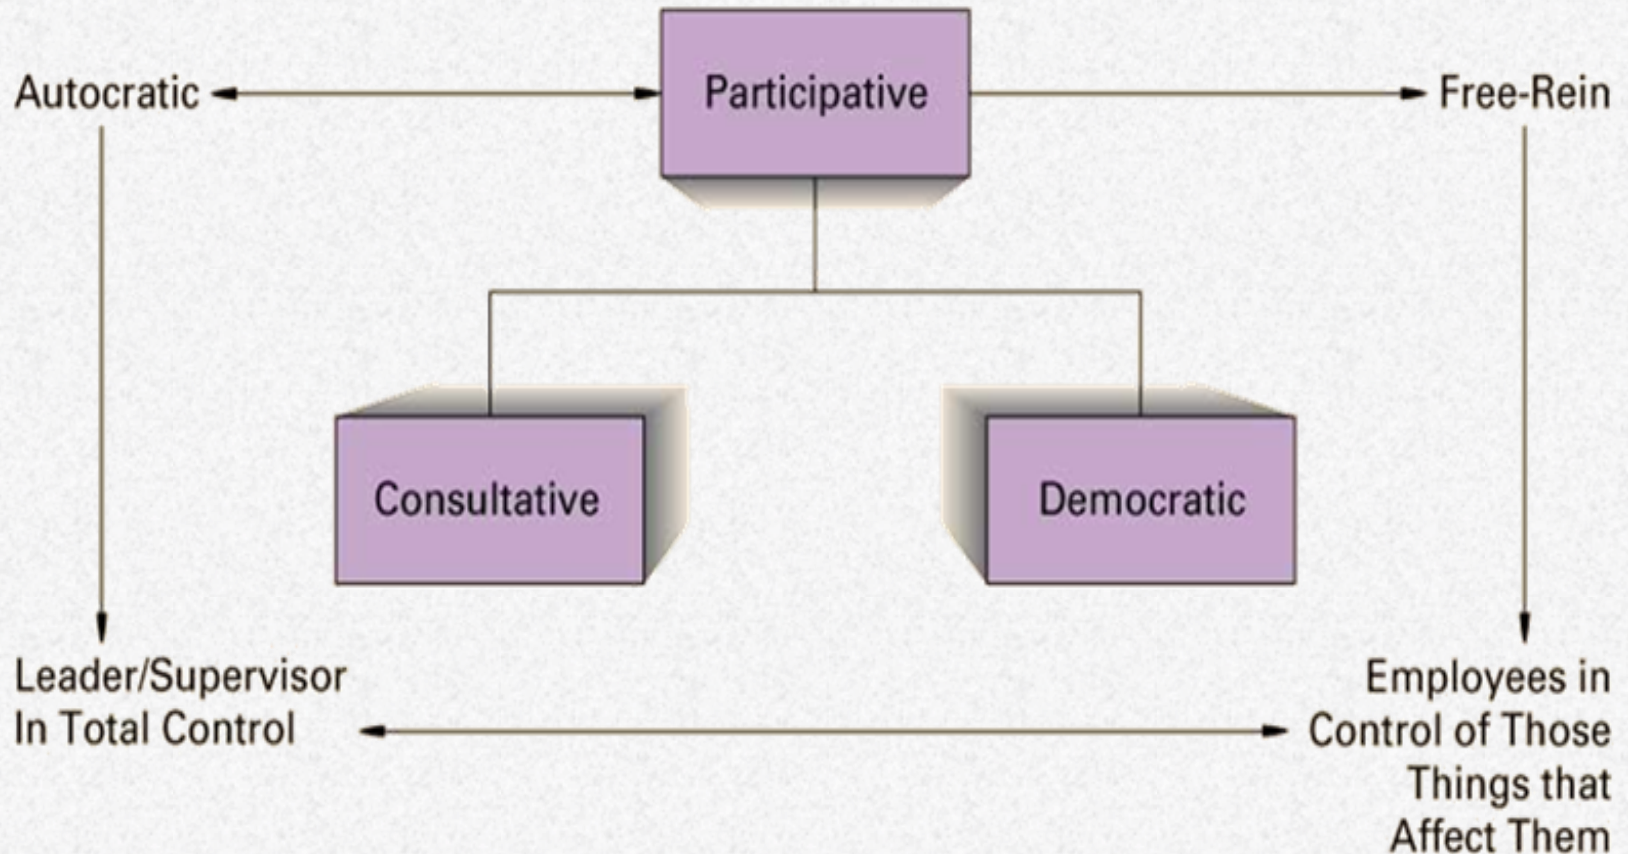 Autocratic
Participative
Free-Rein
Consultative
Democratic
Leader/Supervisor
In Total Control
Employees in
Control of Those
Things that
Affect Them